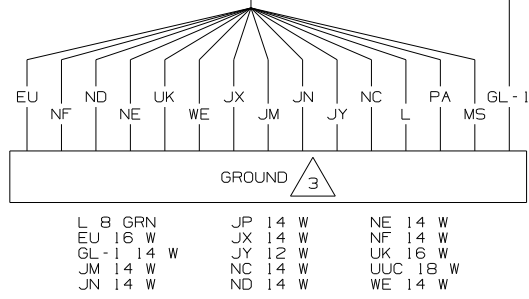 EU ND UK JX JN NC PA GL-1
NF NE WE JM JY L MS
GROUND 3
L 8 GRN JP 14 W NE 14 W
EU 16 W JX 14 W NF 14 W
GL-1 14 W JY 12 W UK 16 W
JM 14 W NC 14 W UUC 18 W
JN 14 W ND 14 W WE 14 W